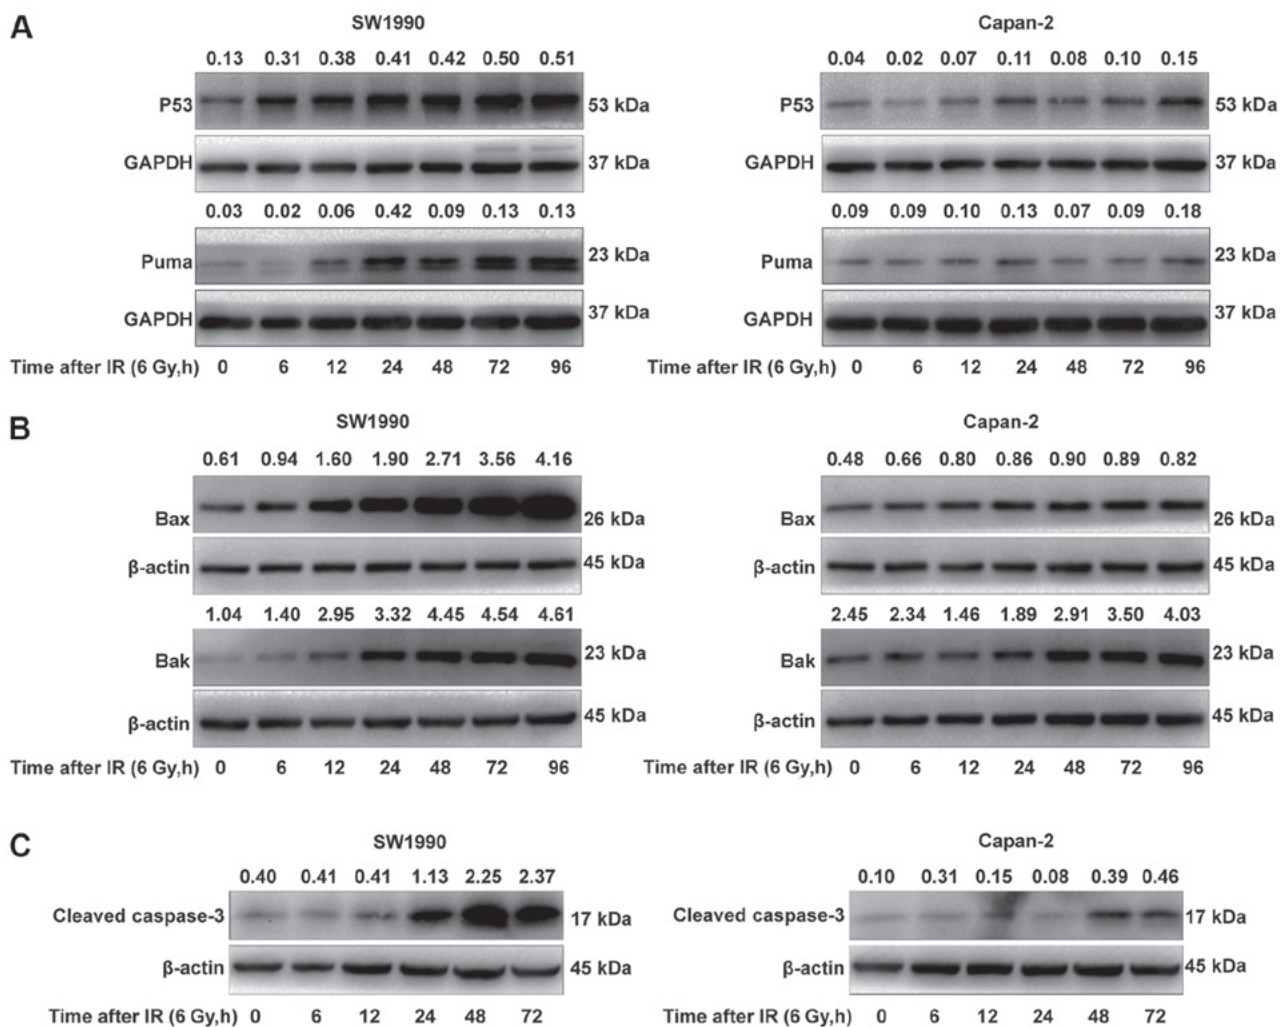 A
SW1990
0.13 0.31 0.38 0.41 0.42 0.50 0.51
P53 53 kDa
GAPDH 37 kDa
0.03 0.02 0.06 0.42 0.09 0.13 0.13
Puma 23 kDa
GAPDH 37 kDa
Time after IR (6 Gy,h) 0 6 12 24 48 72 96
Capan-2
0.04 0.02 0.07 0.11 0.08 0.10 0.15
P53 53 kDa
GAPDH 37 kDa
0.09 0.09 0.10 0.13 0.07 0.09 0.18
Puma 23 kDa
GAPDH 37 kDa
Time after IR (6 Gy,h) 0 6 12 24 48 72 96
B
SW1990
0.61 0.94 1.60 1.90 2.71 3.56 4.16
Bax 26 kDa
β-actin 45 kDa
1.04 1.40 2.95 3.32 4.45 4.54 4.61
Bak 23 kDa
β-actin 45 kDa
Time after IR (6 Gy,h) 0 6 12 24 48 72 96
Capan-2
0.48 0.66 0.80 0.86 0.90 0.89 0.82
Bax 26 kDa
β-actin 45 kDa
2.45 2.34 1.46 1.89 2.91 3.50 4.03
Bak 23 kDa
β-actin 45 kDa
Time after IR (6 Gy,h) 0 6 12 24 48 72 96
C
SW1990
0.40 0.41 0.41 1.13 2.25 2.37
Cleaved caspase-3 17 kDa
β-actin 45 kDa
Time after IR (6 Gy,h) 0 6 12 24 48 72
Capan-2
0.10 0.31 0.15 0.08 0.39 0.46
Cleaved caspase-3 17 kDa
β-actin 45 kDa
Time after IR (6 Gy,h) 0 6 12 24 48 72